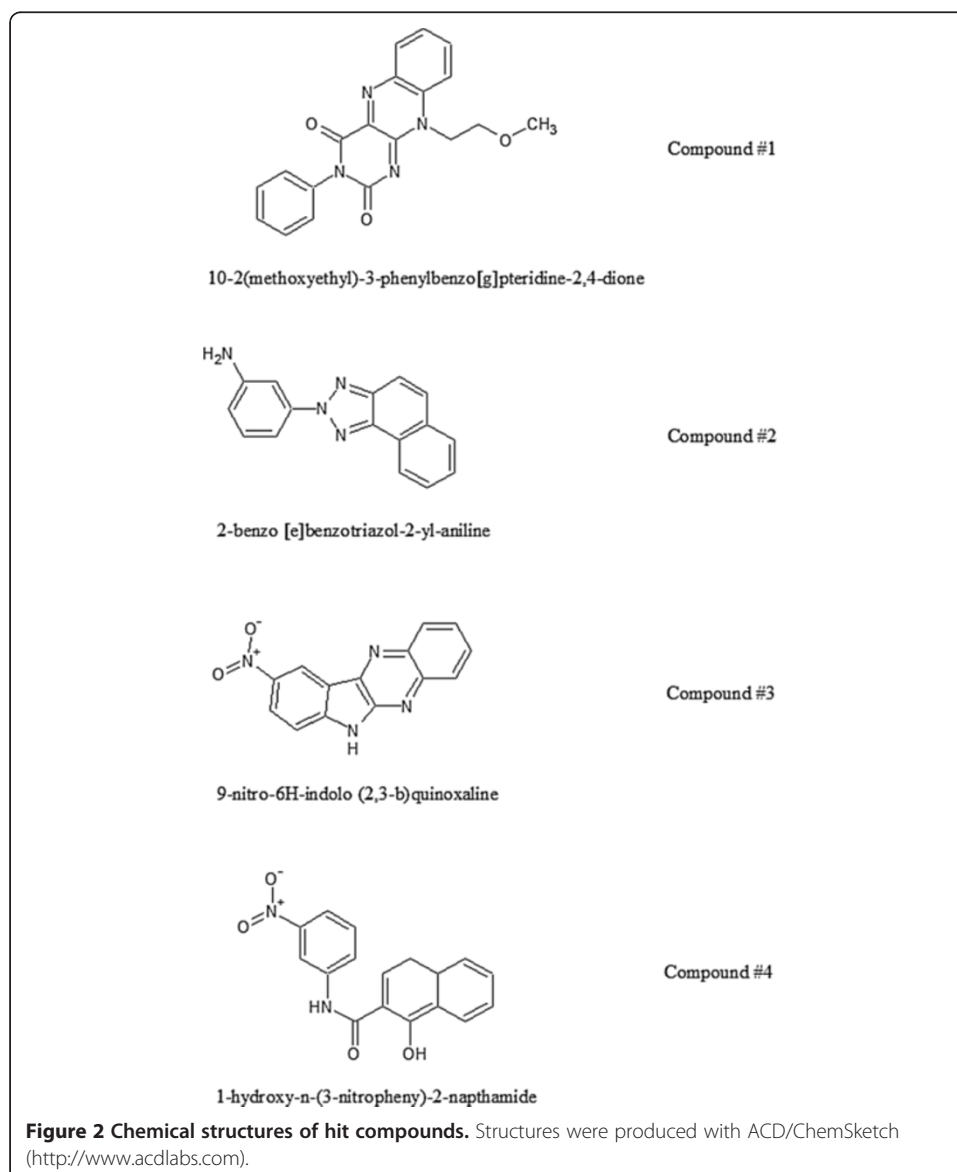 N
O
N
O
CH3
N
N
O
Compound #1
10-2(methoxyethyl)-3-phenylbenzo[g]pteridine-2,4-dione
H2N
N
N
N
Compound #2
2-benzo [e]benzotriazol-2-yl-aniline
O-
N+
O
N
N
N
H
Compound #3
9-nitro-6H-indolo (2,3-b)quinoxaline
O-
N+
O
HN
O
OH
Compound #4
1-hydroxy-n-(3-nitropheny)-2-napthamide
Figure 2 Chemical structures of hit compounds. Structures were produced with ACD/ChemSketch
(http://www.acdlabs.com).